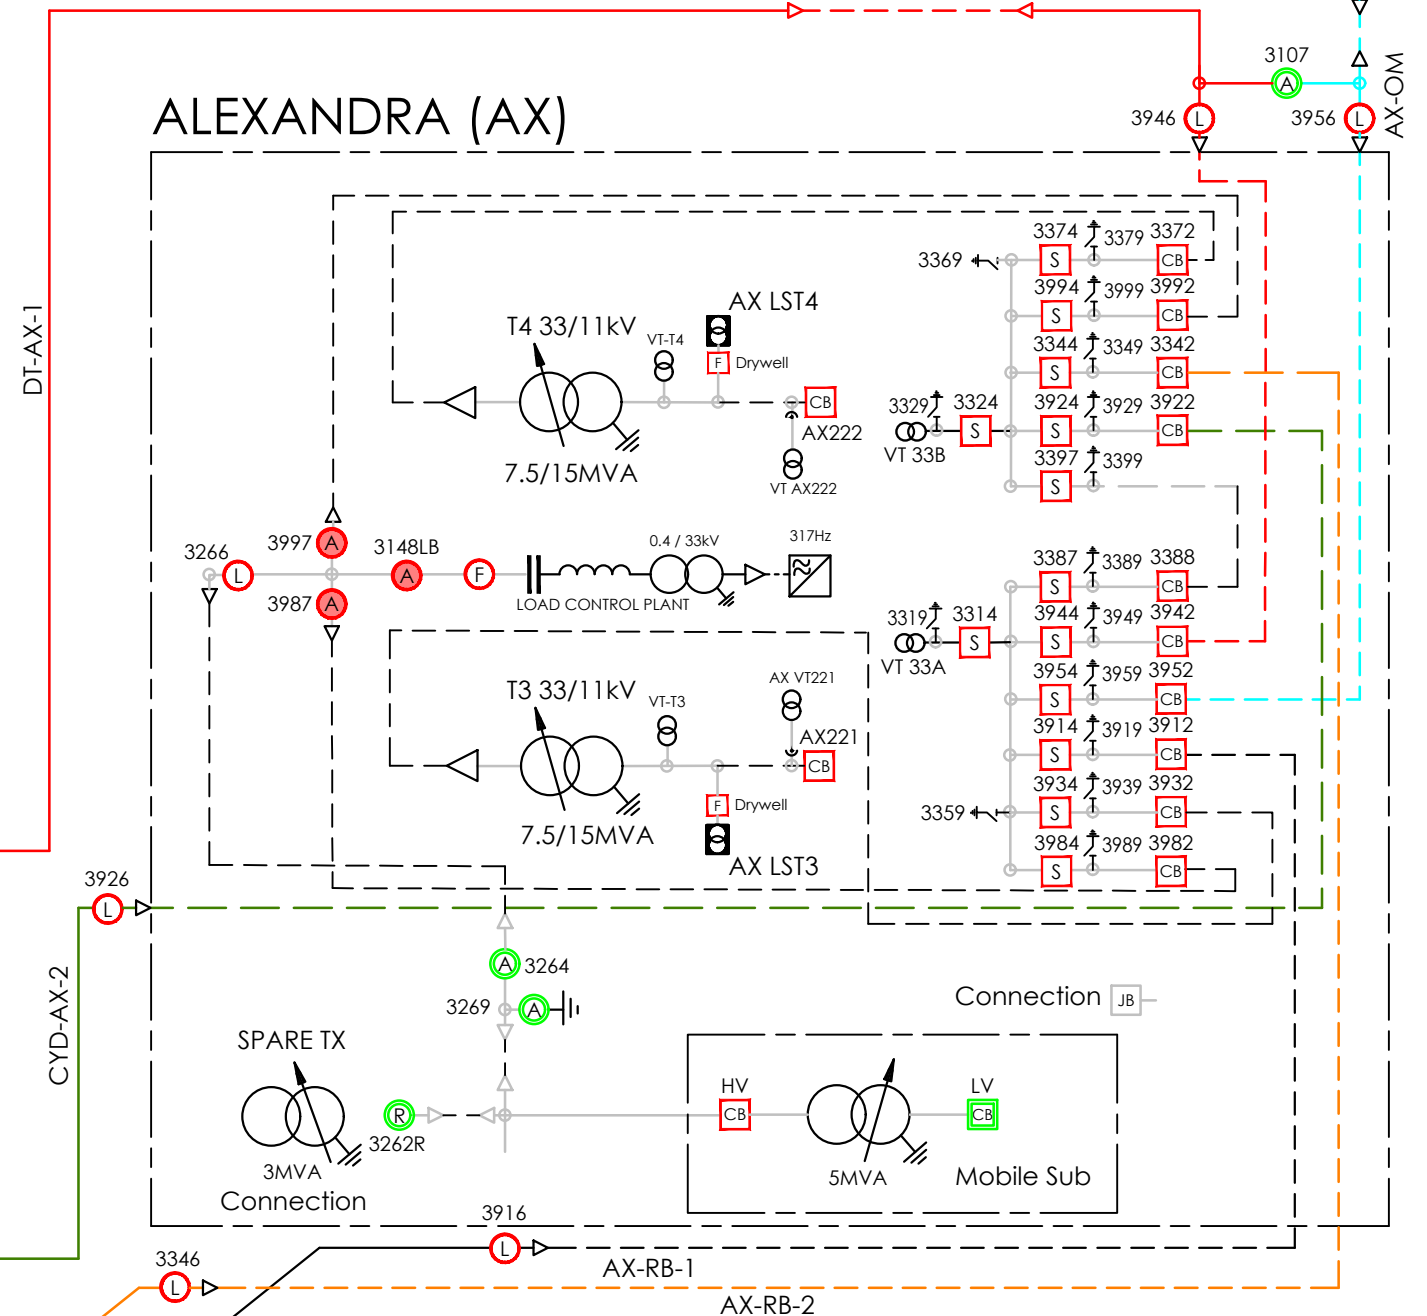 3107
AX-OM
3946
L
3956
L
A
ALEXANDRA (AX)
DT-AX-1
3374
3379
3372
3369
S
CB
3994
3999
3992
S
CB
AX LST4
T4 33/11kV
VT-T4
F
Drywell
3344
3349
3342
S
CB
CB
AX222
7.5/15MVA
VT AX222
3329
3324
3924
3929
3922
S
S
CB
VT 33B
3397
3399
S
3266
L
3997
A
3148LB
A
F
3987
A
0.4 / 33kV
317Hz
LOAD CONTROL PLANT
3387
3389
3388
S
CB
3319
3314
3944
3949
3942
S
S
CB
VT 33A
3954
3959
3952
S
CB
T3 33/11kV
VT-T3
AX VT221
AX221
CB
3914
3919
3912
S
CB
F
Drywell
7.5/15MVA
AX LST3
3934
3939
3932
3359
S
CB
3984
3989
3982
S
CB
3926
L
CYD-AX-2
A
3264
3269
A
Connection
JB
SPARE TX
R
3262R
3MVA
Connection
HV
CB
LV
CB
5MVA
Mobile Sub
3916
L
AX-RB-1
3346
L
AX-RB-2